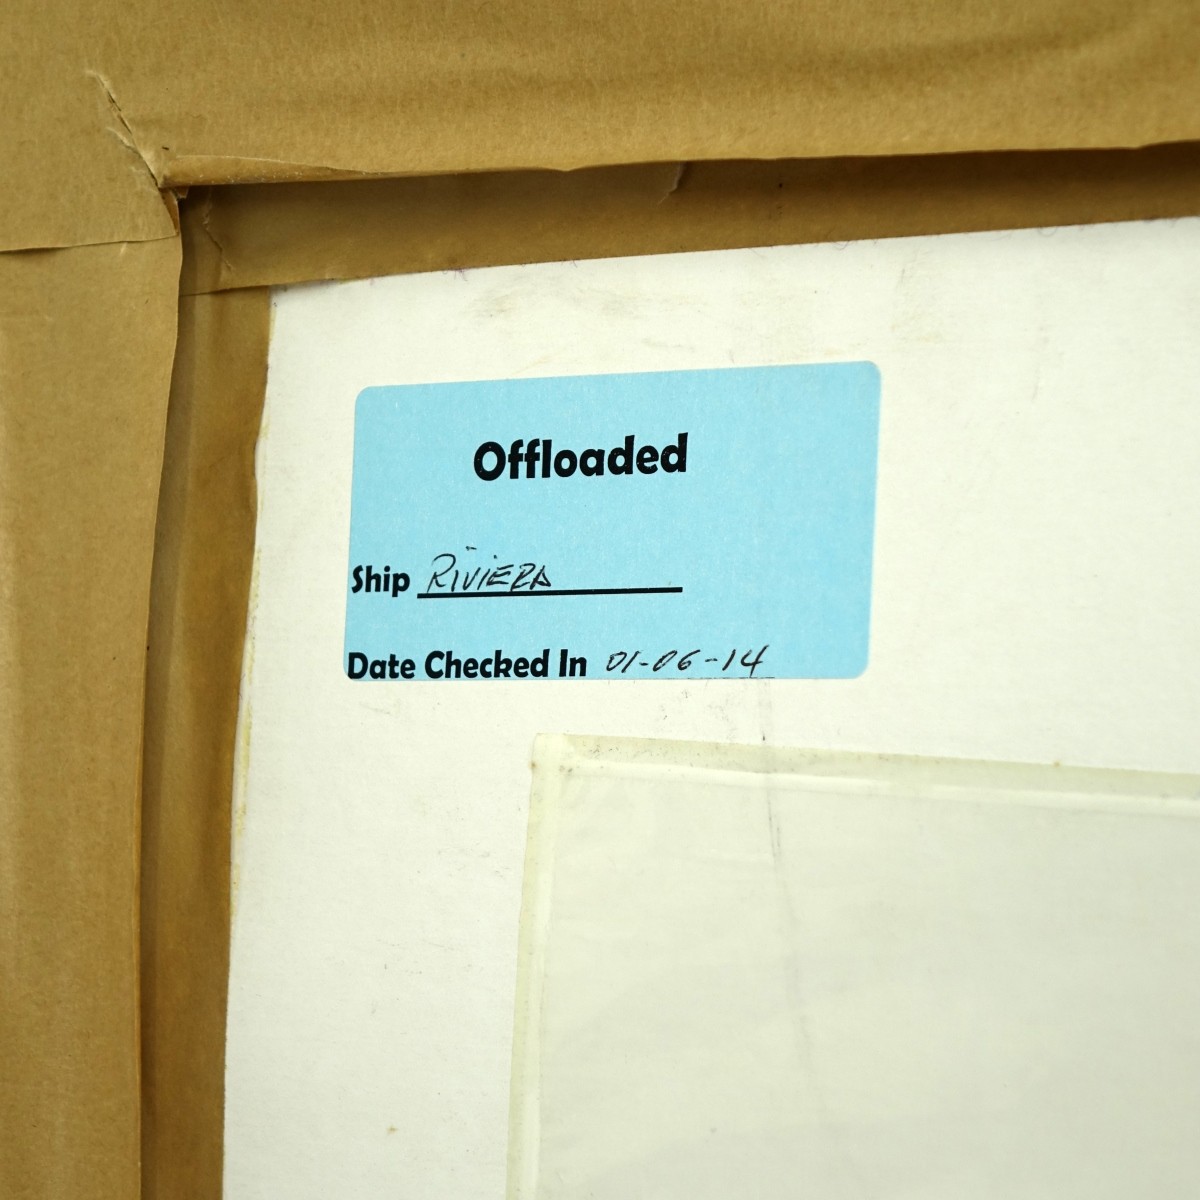 Offloaded
Ship RIVIERA
Date Checked In 01-06-14